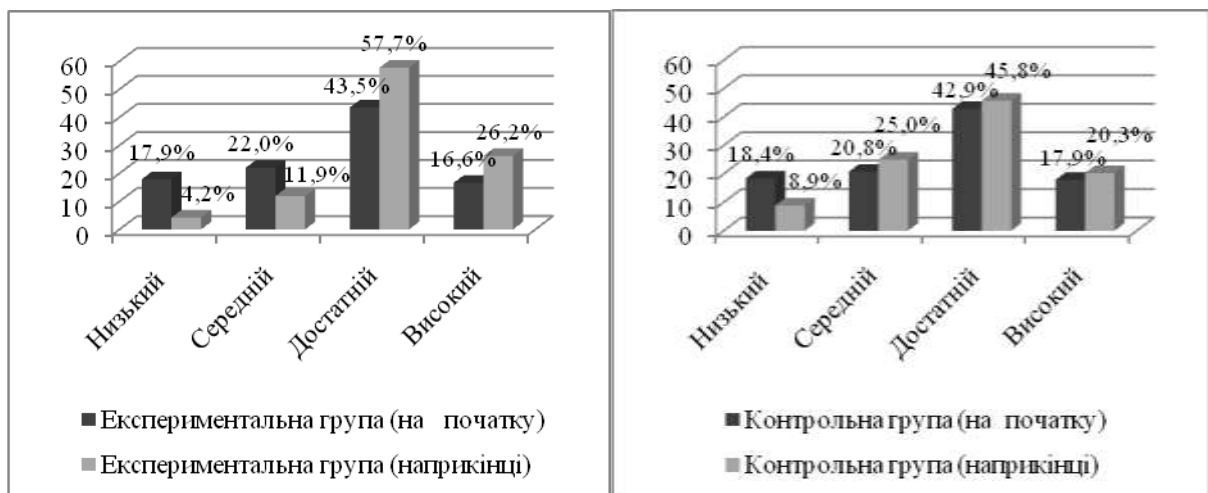 57,7%
43,5%
26,2%
22,0%
17,9%
16,6%
11,9%
4,2%
60
50
40
30
20
10
0
Низький
Середній
Достатній
Високий
Експериментальна група (на початку)
Експериментальна група (наприкінці)
45,8%
42,9%
25,0%
20,3%
20,8%
18,4%
17,9%
8,9%
60
50
40
30
20
10
0
Низький
Середній
Достатній
Високий
Контрольна група (на початку)
Контрольна група (наприкінці)